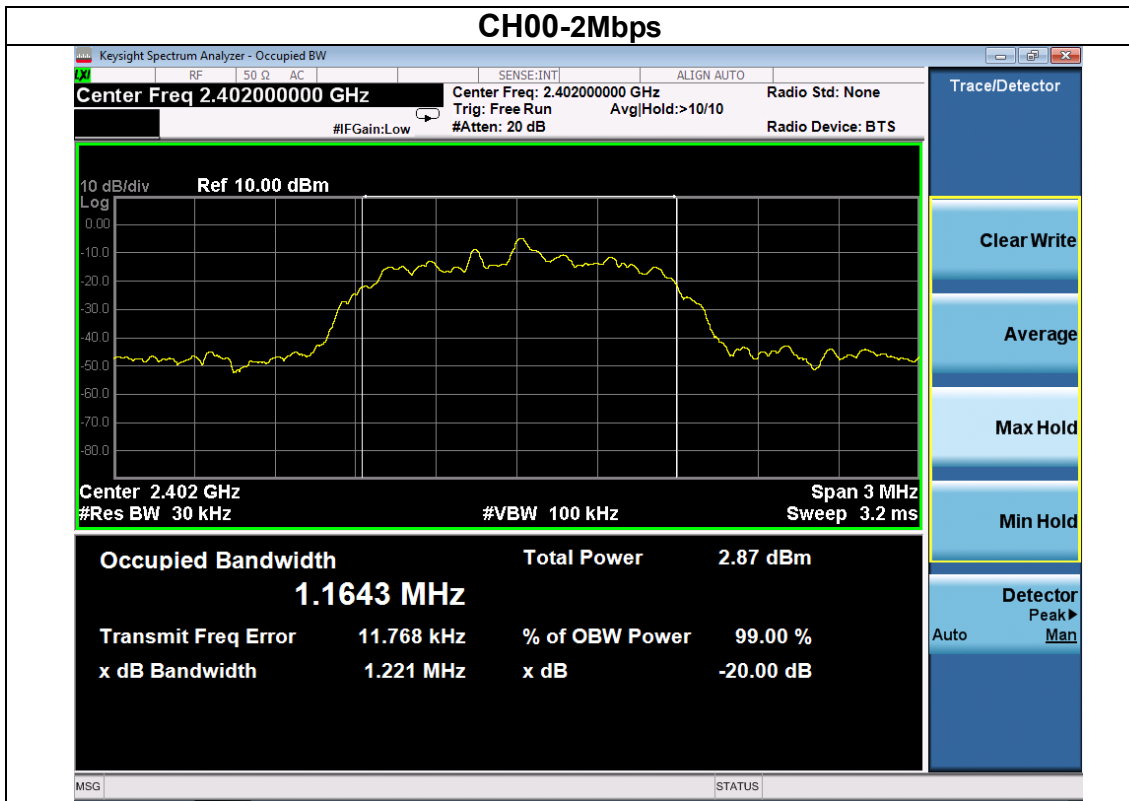 CH00-2Mbps
Keysight Spectrum Analyzer - Occupied BW
LXI RF 50 Ω AC SENSE:INT ALIGN AUTO
Center Freq 2.402000000 GHz
Center Freq: 2.402000000 GHz Radio Std: None
Trig: Free Run Avg|Hold:>10/10
#IFGain:Low #Atten: 20 dB Radio Device: BTS
10 dB/div Ref 10.00 dBm
Log
0.00
-10.0
-20.0
-30.0
-40.0
-50.0
-60.0
-70.0
-80.0
Center 2.402 GHz Span 3 MHz
#Res BW 30 kHz #VBW 100 kHz Sweep 3.2 ms
Occupied Bandwidth Total Power 2.87 dBm
1.1643 MHz
Transmit Freq Error 11.768 kHz % of OBW Power 99.00 %
x dB Bandwidth 1.221 MHz x dB -20.00 dB
MSG STATUS
Trace/Detector
Clear Write
Average
Max Hold
Min Hold
Detector
Peak▶
Auto Man